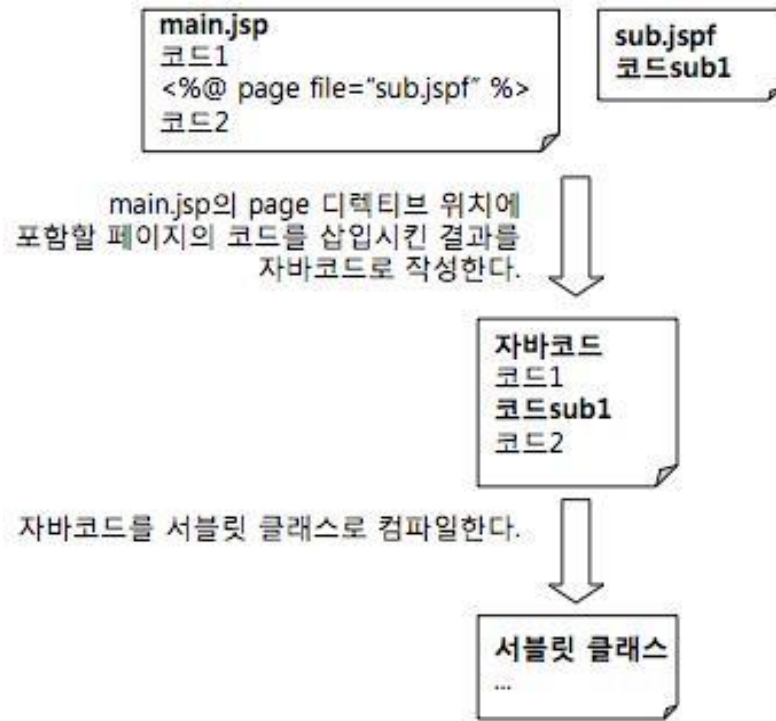 main.jsp
코드1
<%@ page file="sub.jspf" %>
코드2
sub.jspf
코드sub1
main.jsp의 page 디렉티브 위치에
포함할 페이지의 코드를 삽입시킨 결과를
자바코드로 작성한다.
자바코드
코드1
코드sub1
코드2
자바코드를 서블릿 클래스로 컴파일한다.
서블릿 클래스
...